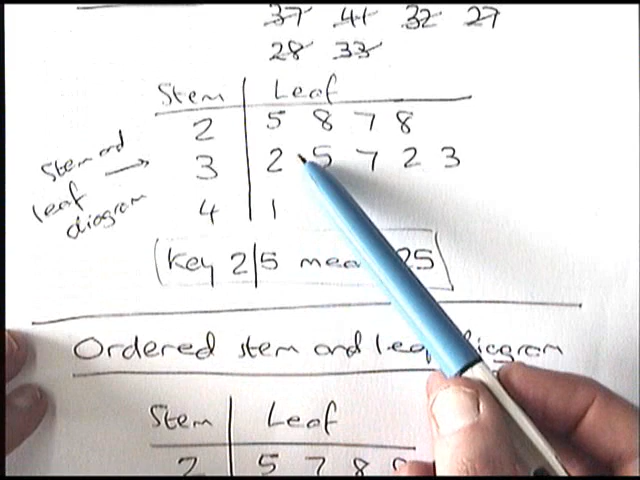 37 41 32 27
28 33
Stem Leaf
2 5 8 7 8
3 2 5 7 2 3
4 1
Stem and
leaf
diagram
Key 2|5 means 25
Ordered stem and leaf diagram
Stem Leaf
2 5 7 8